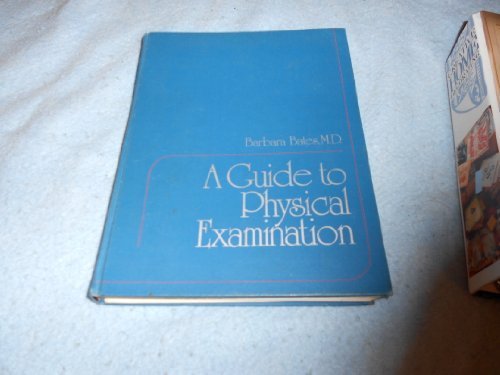 Barbara Bates, M.D.
A Guide to
Physical
Examination